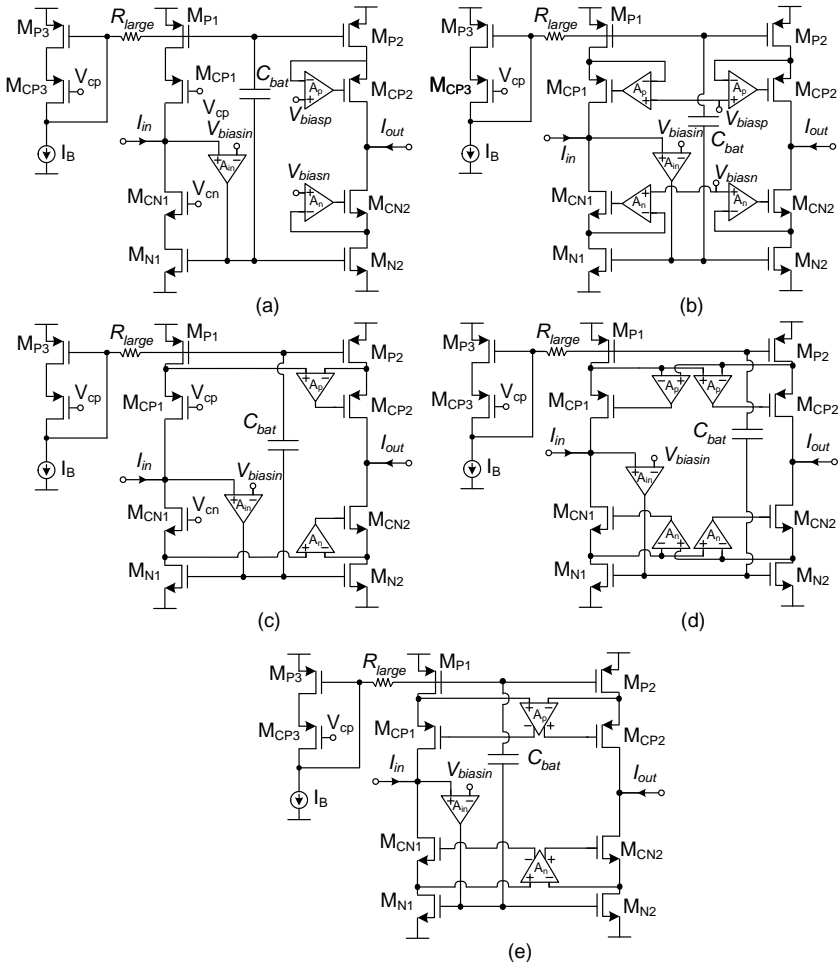 M_P3 R_large M_P1 M_P2
M_CP3 V_cp M_CP1 V_cp C_bat A_p V_biasp M_CP2
I_in V_biasin A_in I_out
I_B V_biasn A_n
M_CN1 V_cn M_CN2
M_N1 M_N2
(a)
M_P3 R_large M_P1 M_P2
M_CP3 V_cp M_CP1 A_p A_p M_CP2
V_biasp
I_in V_biasin A_in C_bat I_out
I_B V_biasn
M_CN1 A_n A_n M_CN2
M_N1 M_N2
(b)
M_P3 R_large M_P1 M_P2
A_p
M_CP3 V_cp M_CP1 V_cp M_CP2
C_bat
I_in V_biasin A_in I_out
I_B
M_CN1 V_cn A_n M_CN2
M_N1 M_N2
(c)
M_P3 R_large M_P1 M_P2
A_p A_p
M_CP3 V_cp M_CP1 M_CP2
C_bat
I_in V_biasin A_in I_out
I_B
M_CN1 A_n A_n M_CN2
M_N1 M_N2
(d)
M_P3 R_large M_P1 M_P2
A_p
M_CP3 V_cp M_CP1 M_CP2
C_bat
I_in V_biasin A_in I_out
I_B
M_CN1 A_n M_CN2
M_N1 M_N2
(e)